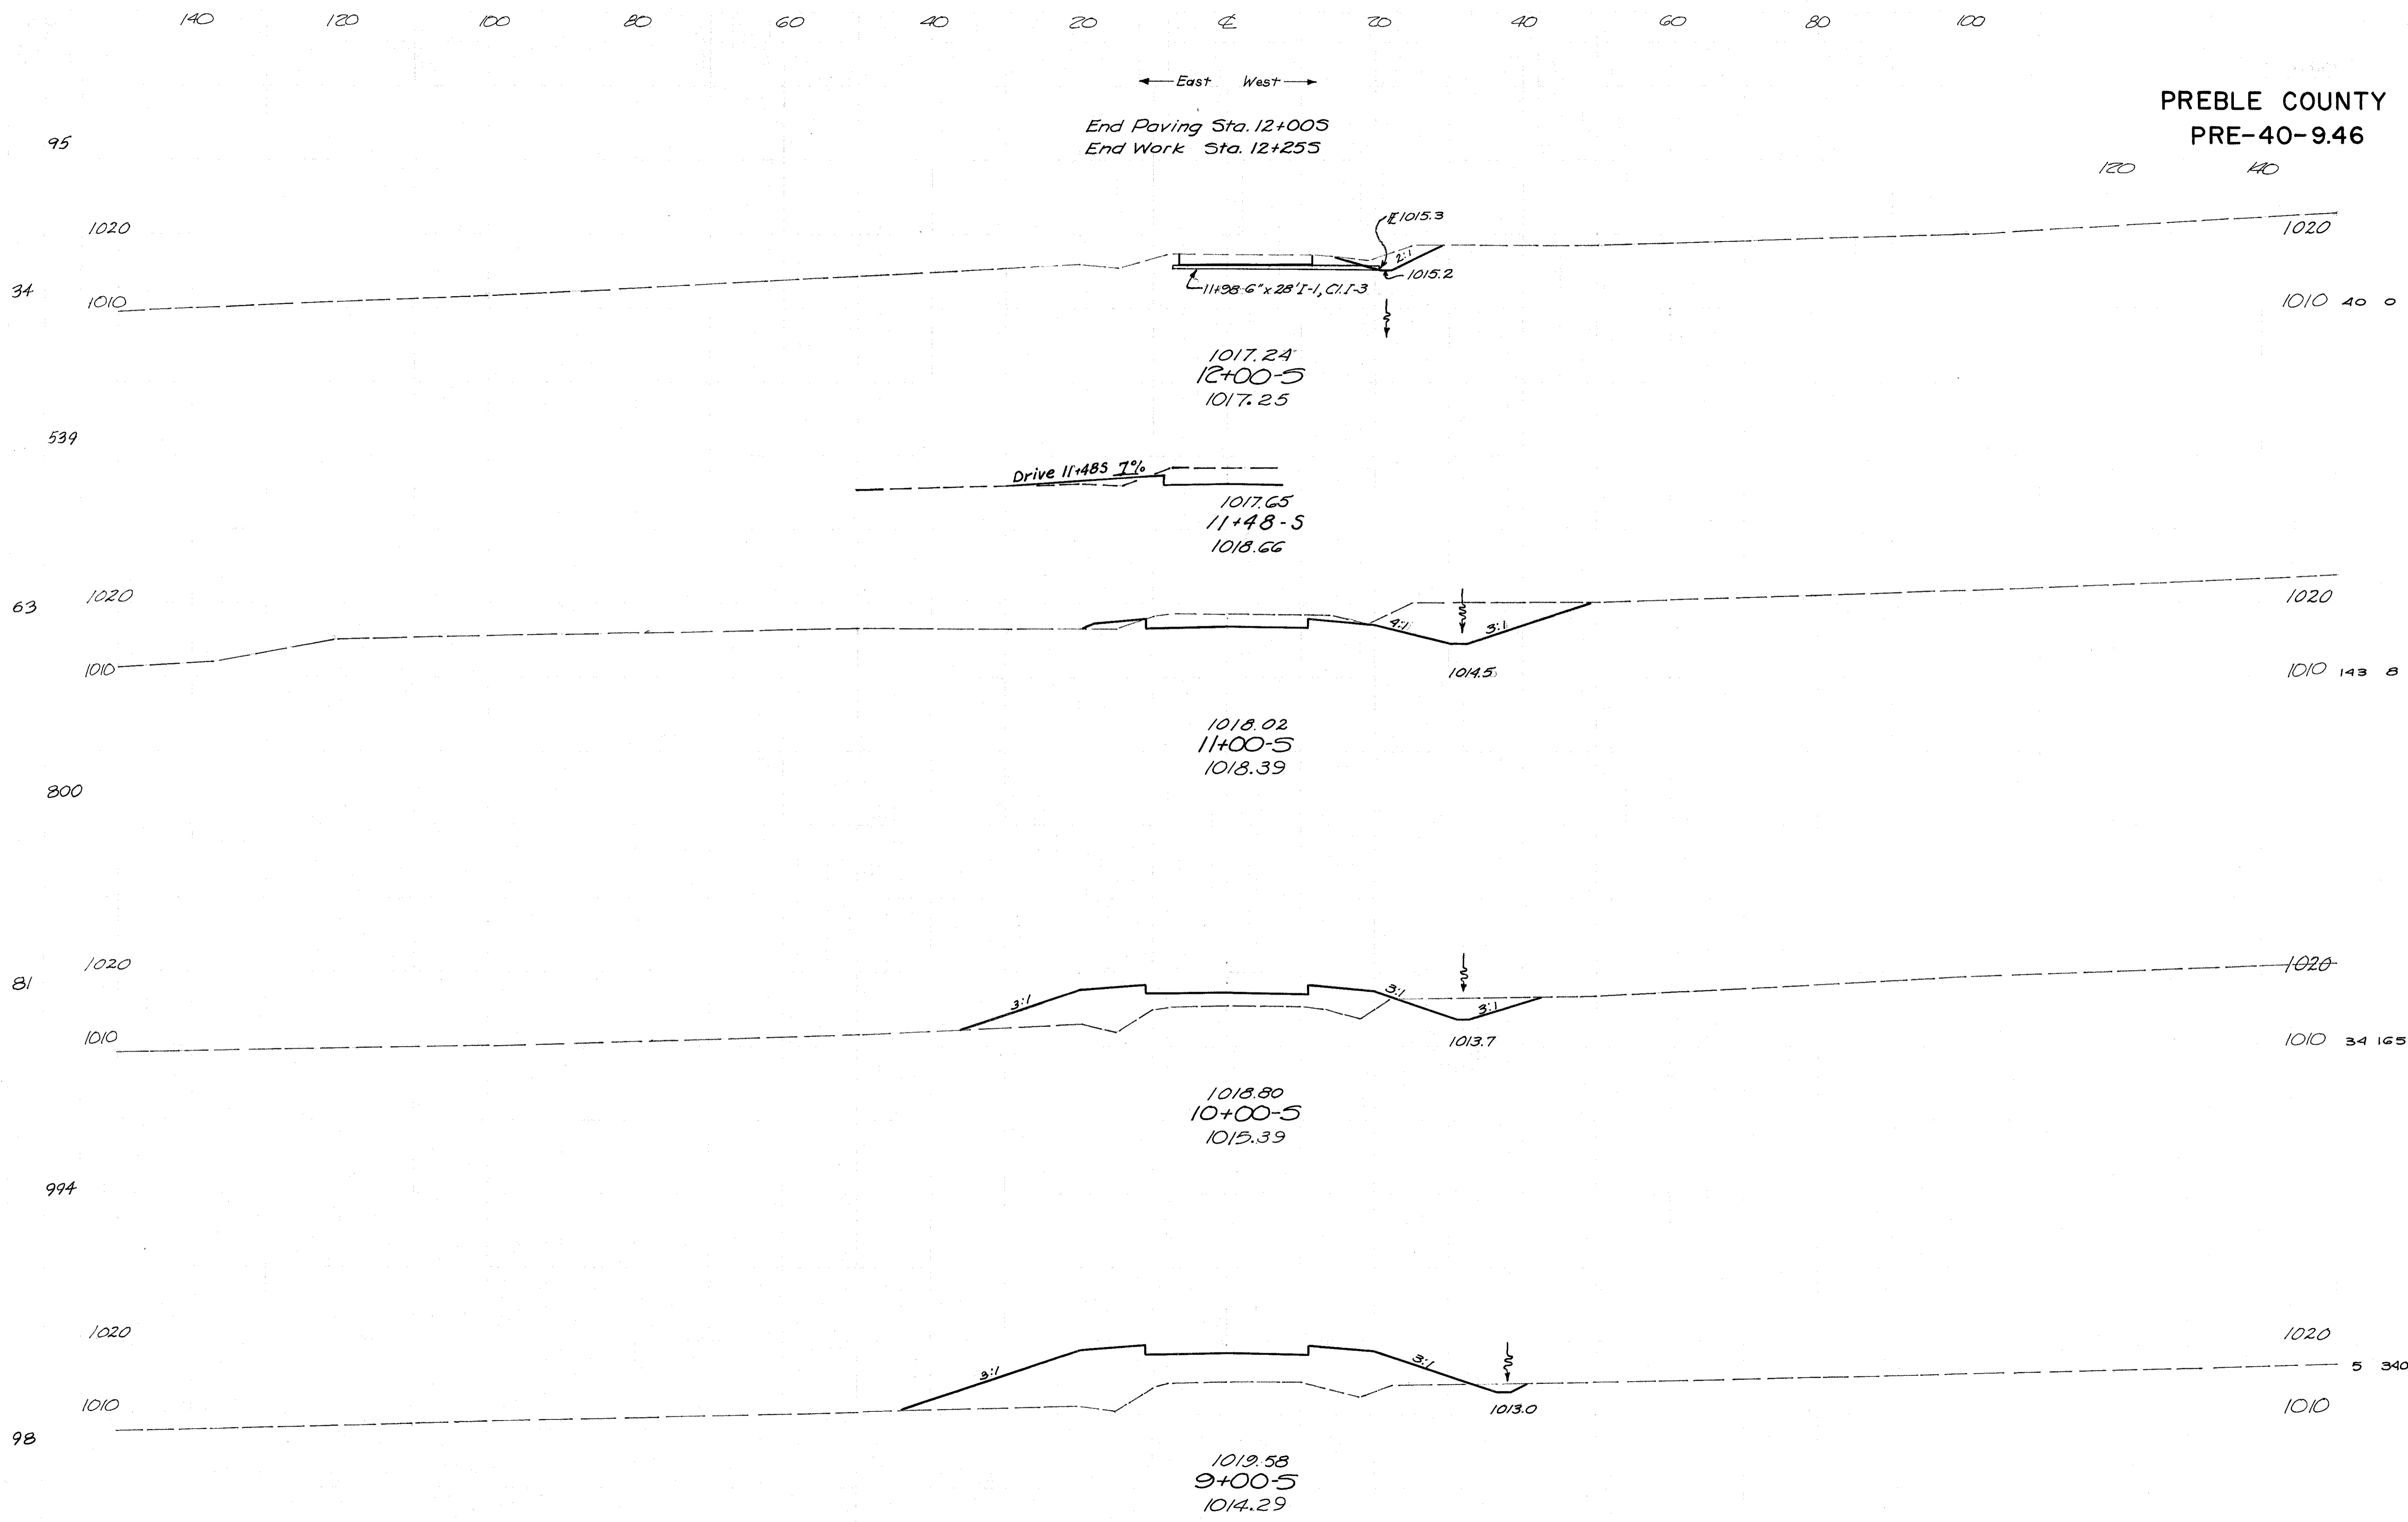 140 120 100 80 60 40 20 ℄ 20 40 60 80 100
East West
PREBLE COUNTY
PRE-40-9.46
End Paving Sta. 12+00S
End Work Sta. 12+25S
95
120 140
1020 1015.3 1020
2:1
1015.2
34 1010 11+98-6"x28' I-1, Cl. I-3 1010 40 0
1017.24
12+00-S
1017.25
539
Drive 11+48S 7%
1017.65
11+48-S
1018.66
63 1020 1020
4:1 3:1
1010 1014.5 1010 143 8
1018.02
11+00-S
1018.39
800
1020 1020
81 3:1 3:1 3:1
1010 1013.7 1010 34 165
1018.80
10+00-S
1015.39
994
1020 1020
3:1 3:1 5 340
1010 1013.0 1010
98
1019.58
9+00-S
1014.29